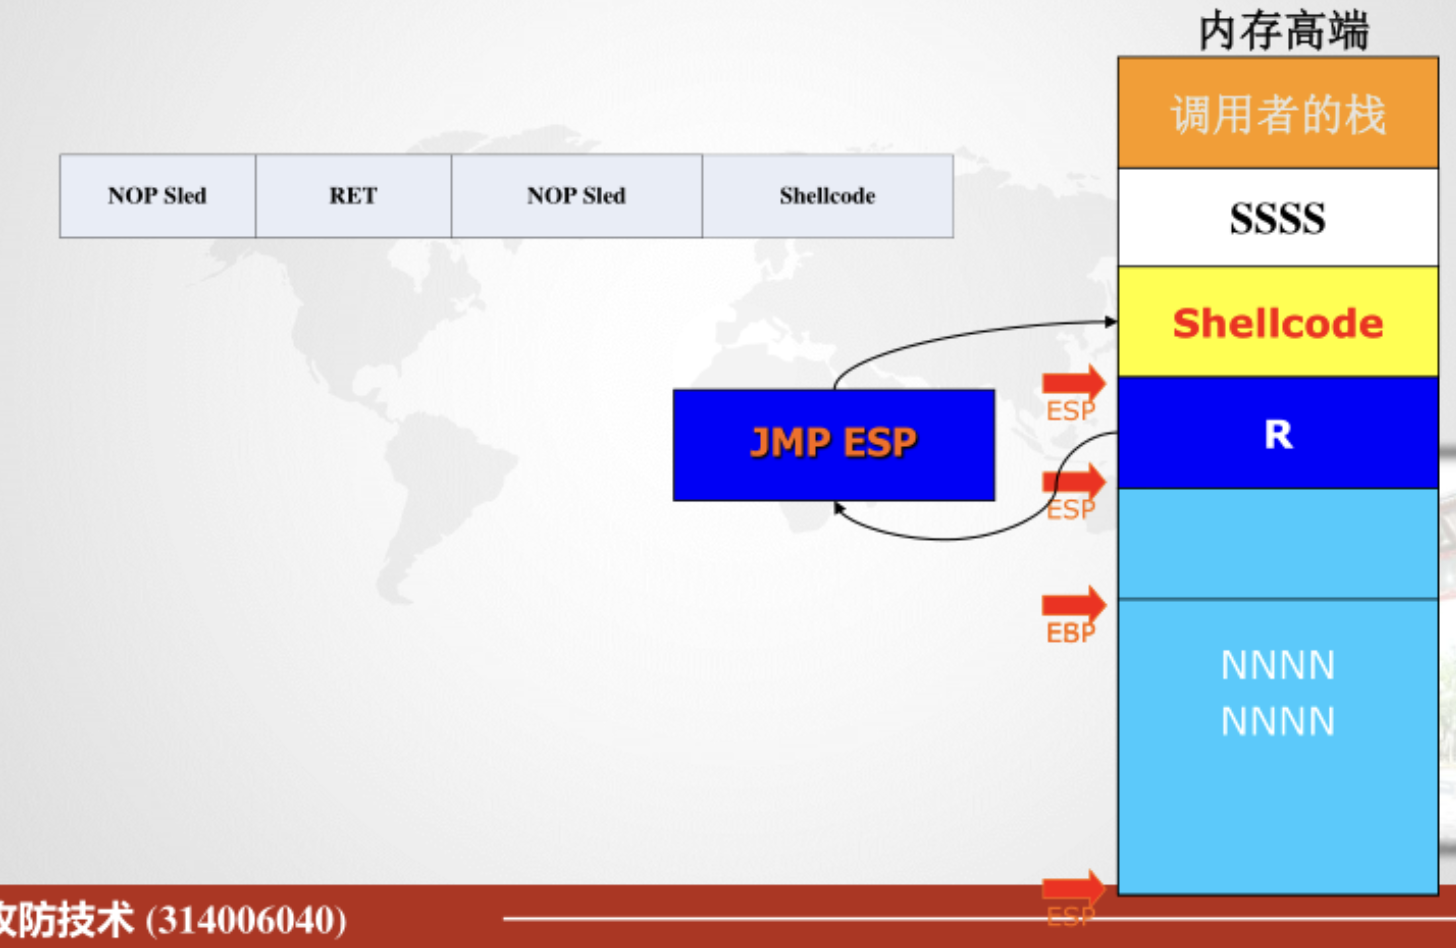 内存高端
调用者的栈
NOP Sled
RET
NOP Sled
Shellcode
SSSS
Shellcode
ESP
JMP ESP
R
ESP
EBP
NNNN
NNNN
ESP
攻防技术 (314006040)